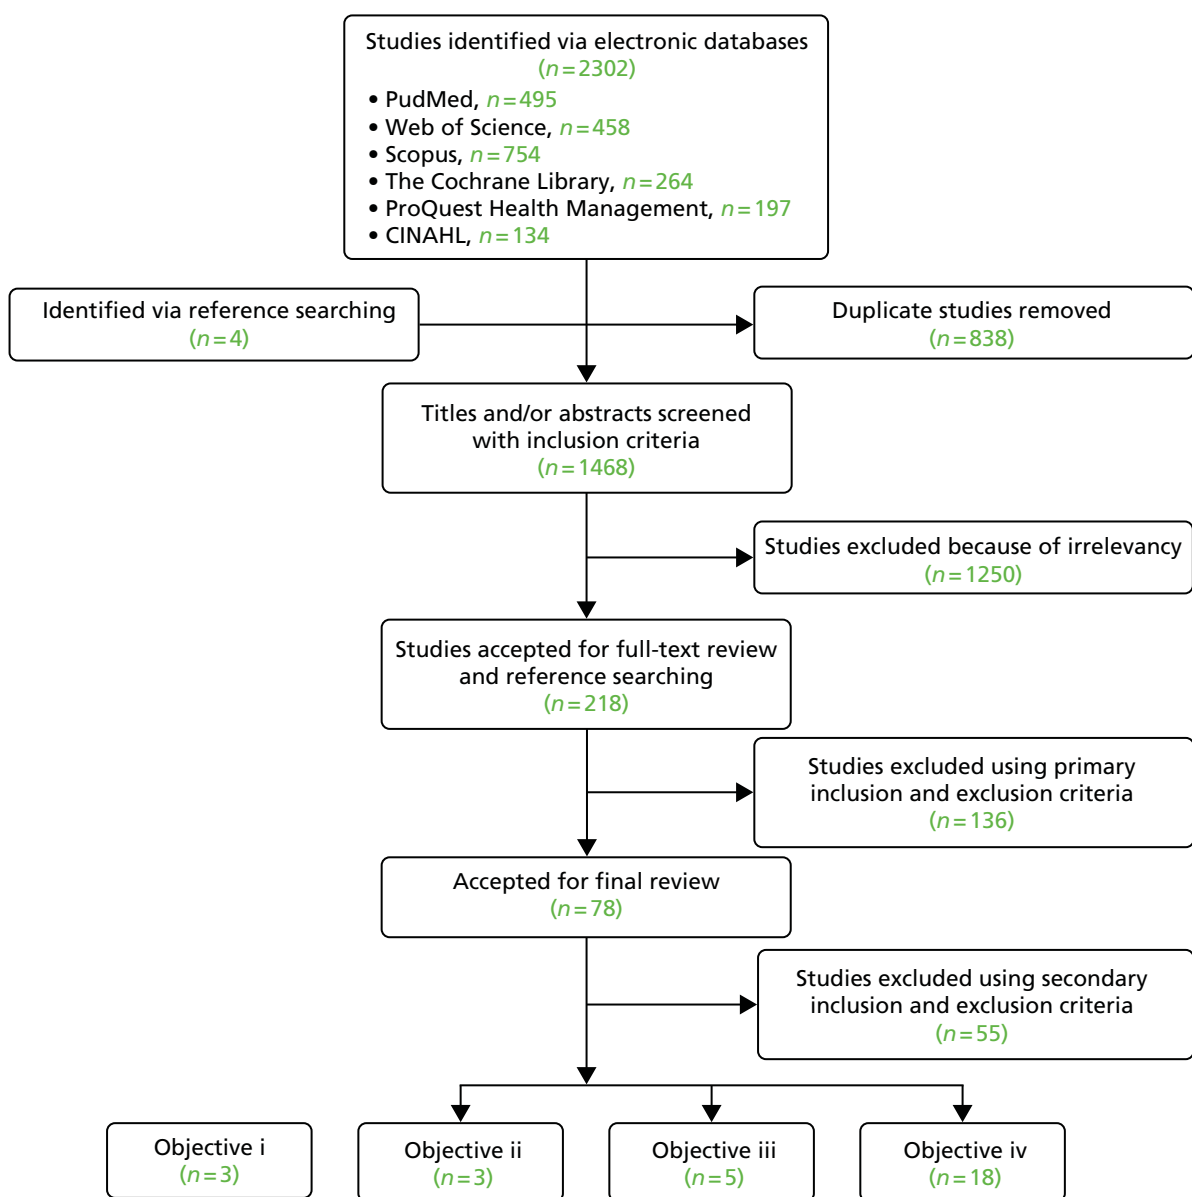 Studies identified via electronic databases
(n=2302)
• PudMed, n=495
• Web of Science, n=458
• Scopus, n=754
• The Cochrane Library, n=264
• ProQuest Health Management, n=197
• CINAHL, n=134
Identified via reference searching
(n=4)
Duplicate studies removed
(n=838)
Titles and/or abstracts screened
with inclusion criteria
(n=1468)
Studies excluded because of irrelevancy
(n=1250)
Studies accepted for full-text review
and reference searching
(n=218)
Studies excluded using primary
inclusion and exclusion criteria
(n=136)
Accepted for final review
(n=78)
Studies excluded using secondary
inclusion and exclusion criteria
(n=55)
Objective i
(n=3)
Objective ii
(n=3)
Objective iii
(n=5)
Objective iv
(n=18)